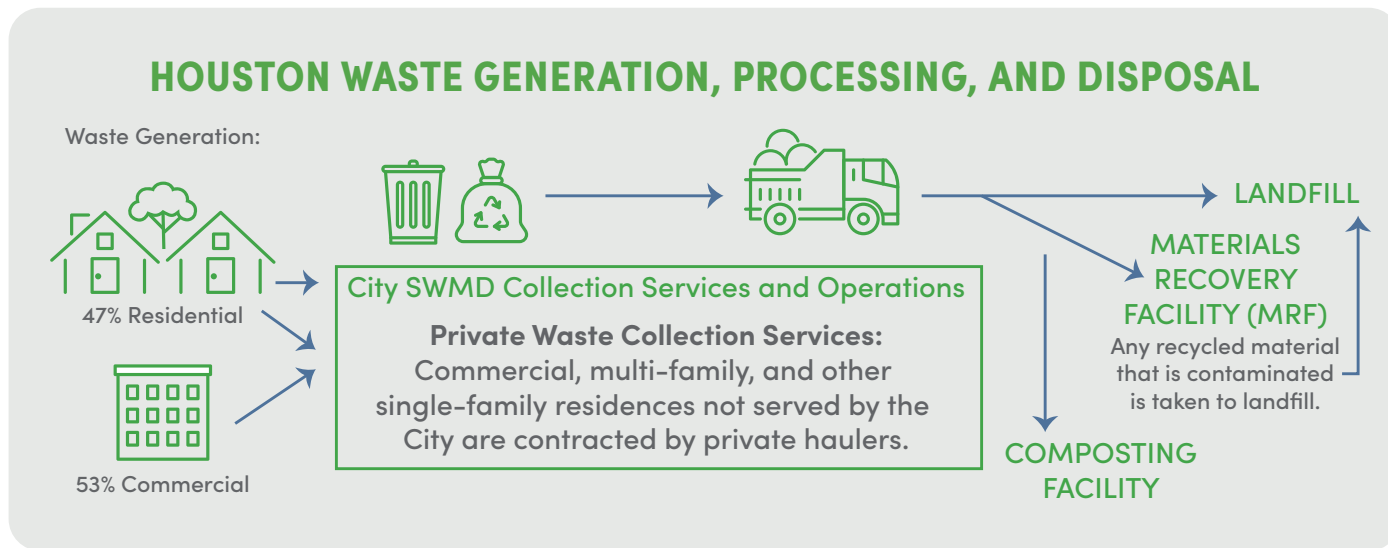 HOUSTON WASTE GENERATION, PROCESSING, AND DISPOSAL
Waste Generation:
47% Residential
53% Commercial
City SWMD Collection Services and Operations
Private Waste Collection Services:
Commercial, multi-family, and other
single-family residences not served by the
City are contracted by private haulers.
LANDFILL
MATERIALS
RECOVERY
FACILITY (MRF)
Any recycled material
that is contaminated
is taken to landfill.
COMPOSTING
FACILITY